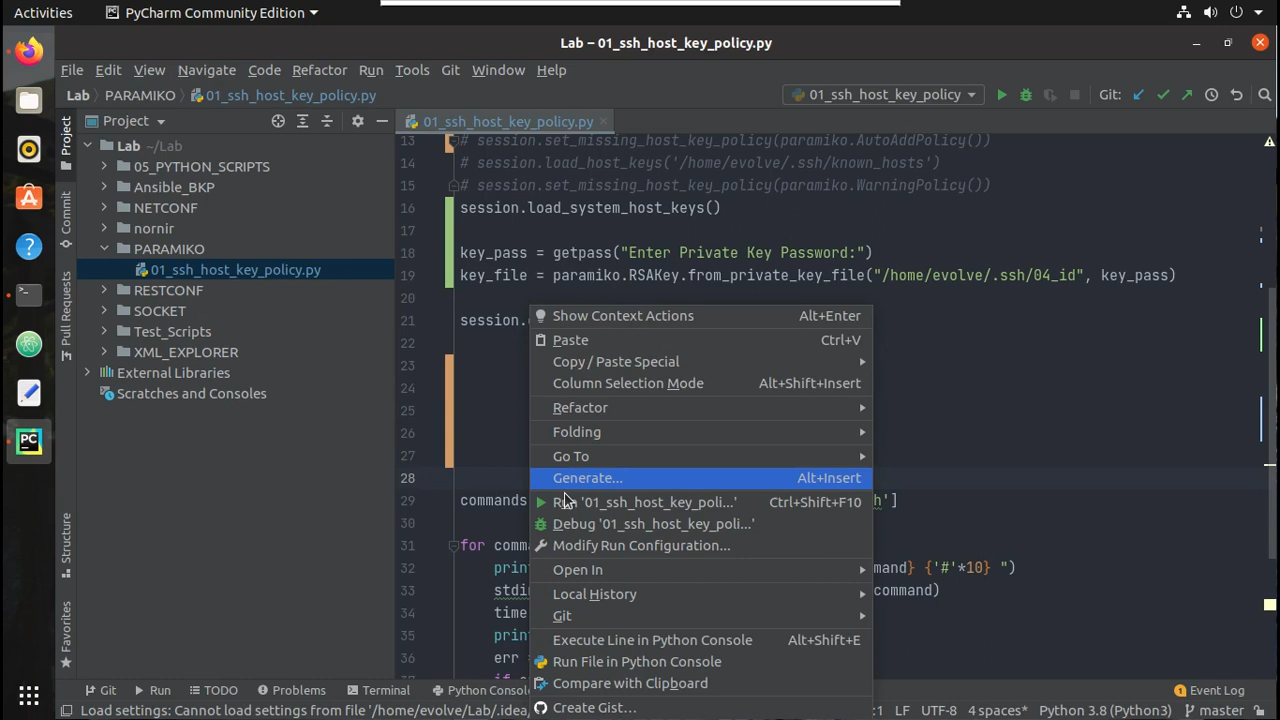 Activities PyCharm Community Edition
Lab – 01_ssh_host_key_policy.py
File Edit View Navigate Code Refactor Run Tools Git Window Help
Lab PARAMIKO 01_ssh_host_key_policy.py 01_ssh_host_key_policy Git:
Project
01_ssh_host_key_policy.py
Project
Commit
Pull Requests
Structure
Favorites
Lab ~/Lab
05_PYTHON_SCRIPTS
Ansible_BKP
NETCONF
nornir
PARAMIKO
01_ssh_host_key_policy.py
RESTCONF
SOCKET
Test_Scripts
XML_EXPLORER
External Libraries
Scratches and Consoles
13 # session.set_missing_host_key_policy(paramiko.AutoAddPolicy())
14 # session.load_host_keys('/home/evolve/.ssh/known_hosts')
15 # session.set_missing_host_key_policy(paramiko.WarningPolicy())
16 session.load_system_host_keys()
17
18 key_pass = getpass("Enter Private Key Password:")
19 key_file = paramiko.RSAKey.from_private_key_file("/home/evolve/.ssh/04_id", key_pass)
20
21 session.
22
23
24
25
26
27
28
29 commands h']
30
31 for comm mand} {'#'*10} ")
32 prin
33 stdin command)
34 time
35 prin
36 err
Show Context Actions Alt+Enter
Paste Ctrl+V
Copy / Paste Special
Column Selection Mode Alt+Shift+Insert
Refactor
Folding
Go To
Generate... Alt+Insert
Run '01_ssh_host_key_poli...' Ctrl+Shift+F10
Debug '01_ssh_host_key_poli...'
Modify Run Configuration...
Open In
Local History
Git
Execute Line in Python Console Alt+Shift+E
Run File in Python Console
Compare with Clipboard
Create Gist...
Git Run TODO Problems Terminal Python Conso Event Log
Load settings: Cannot load settings from file '/home/evolve/Lab/.idea/ :1 LF UTF-8 4 spaces* Python 3.8 (Python3) master